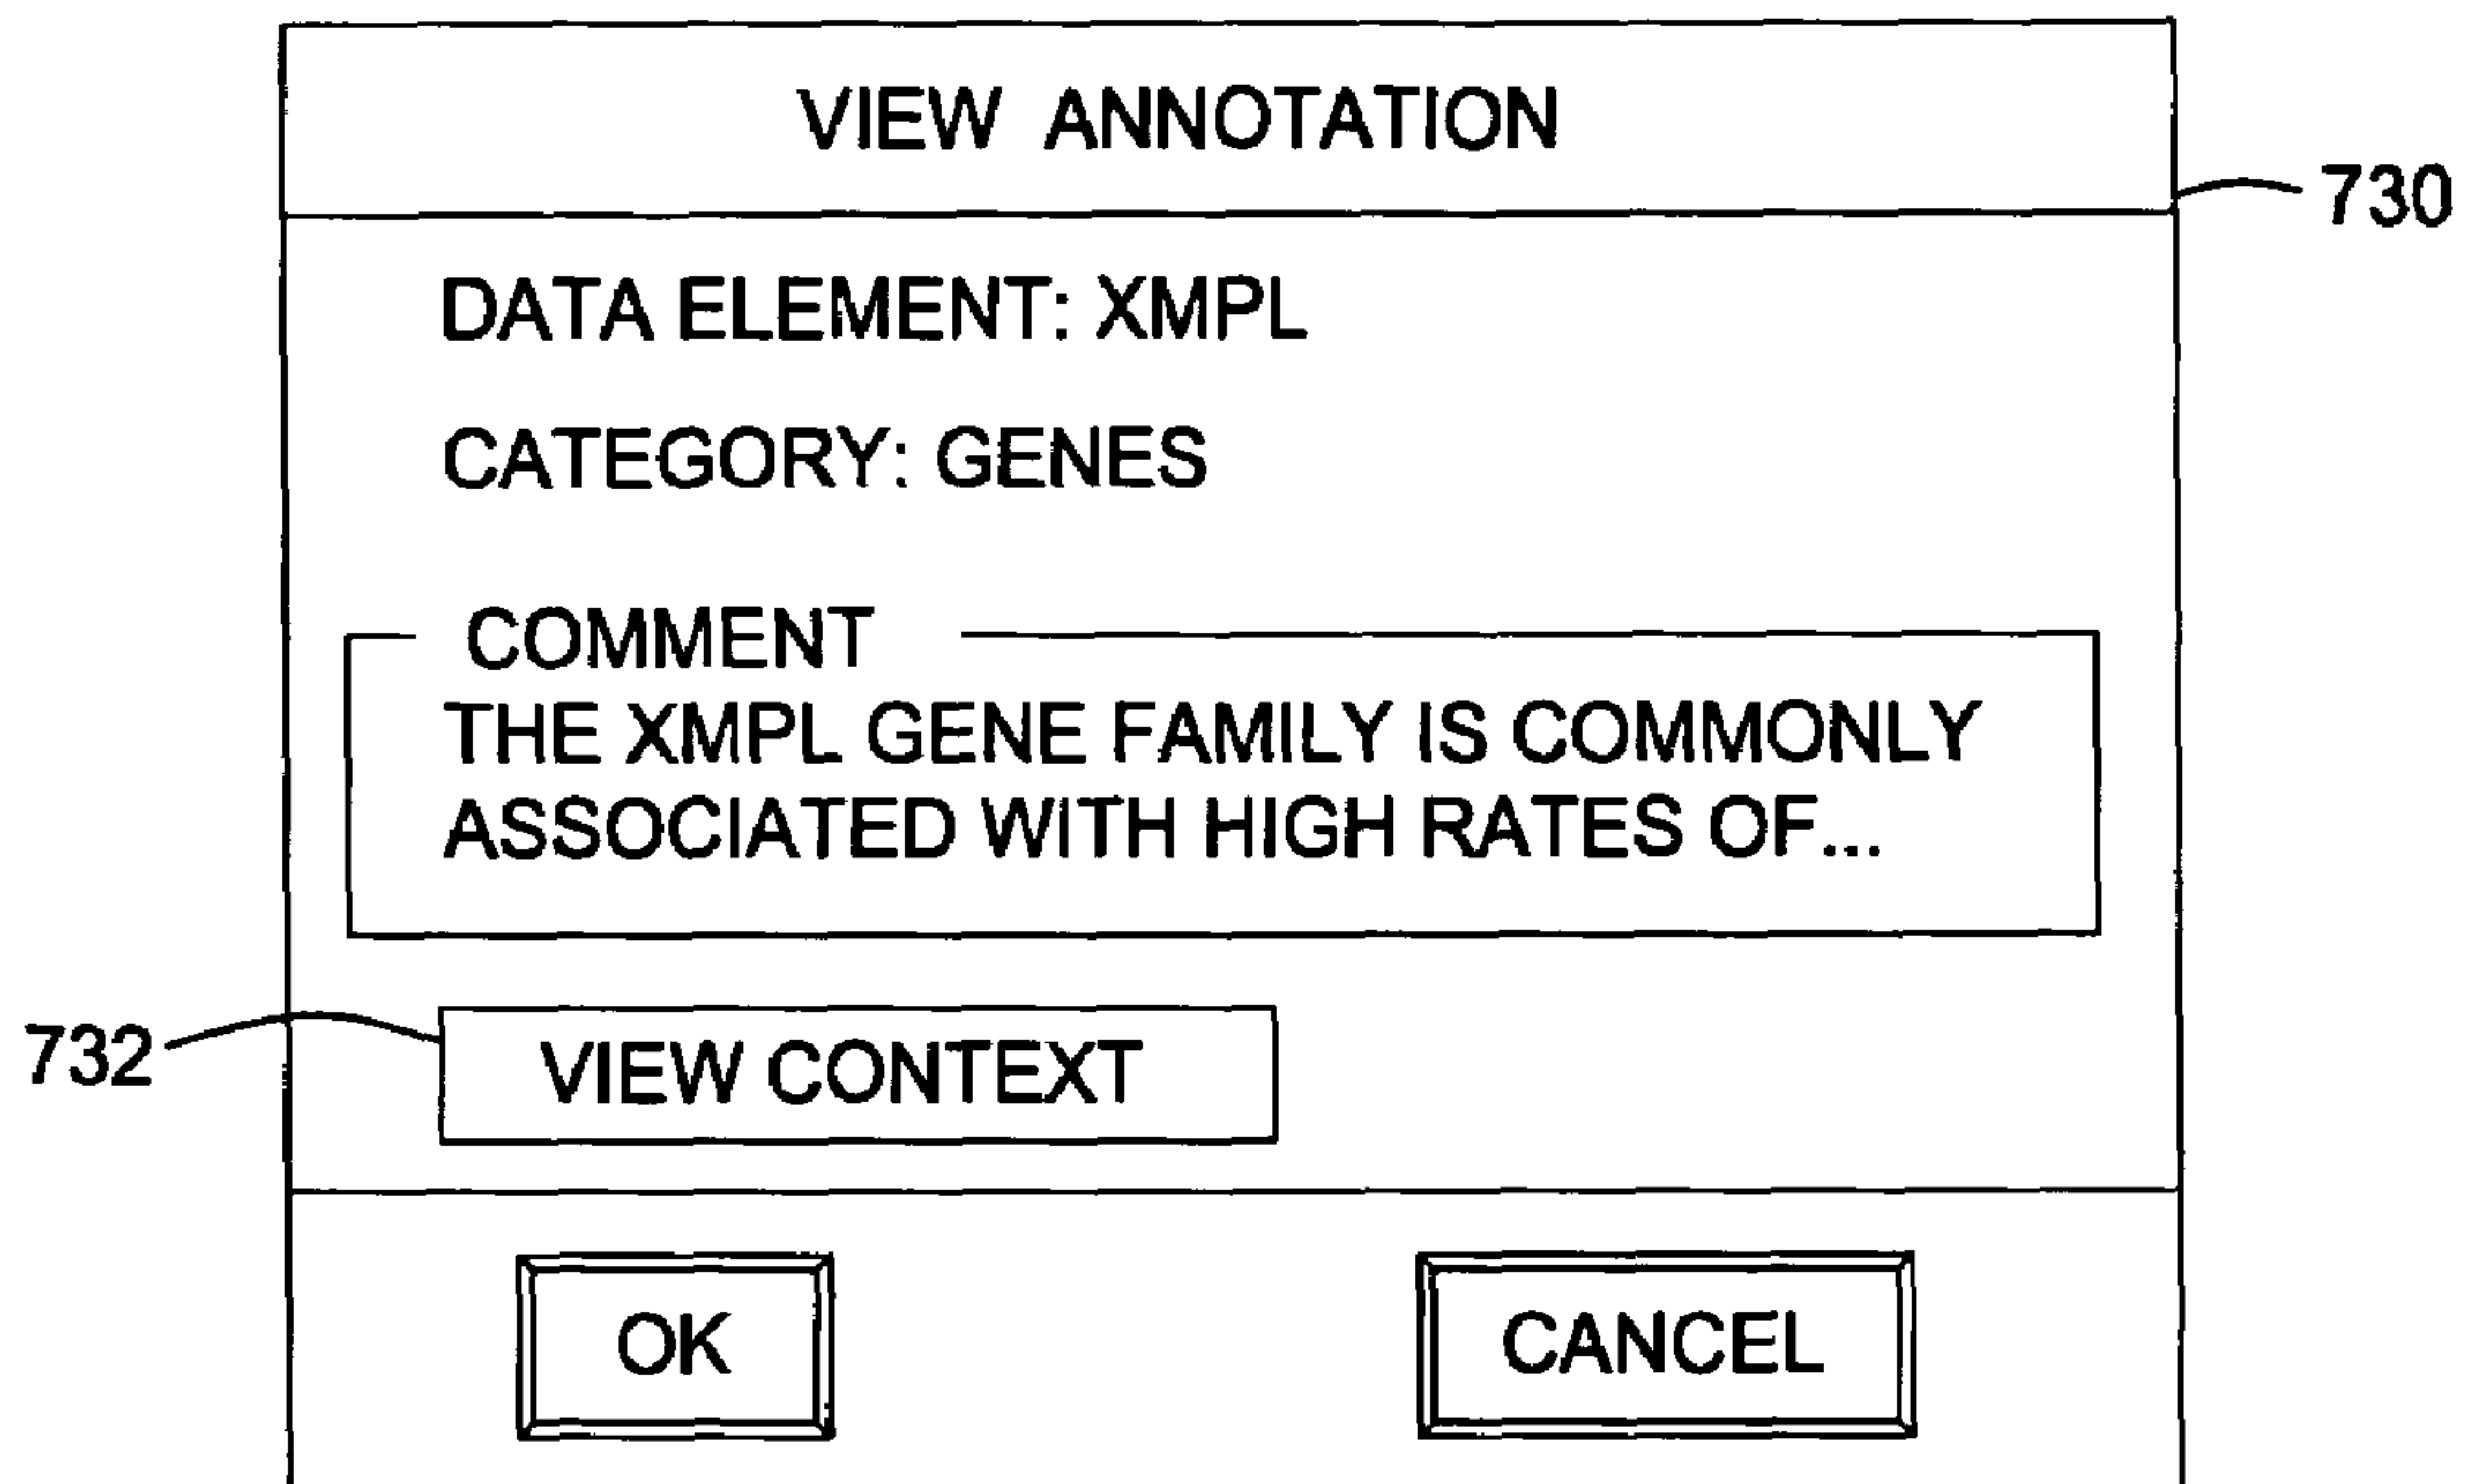 VIEW ANNOTATION
730
DATA ELEMENT: XMPL
CATEGORY: GENES
COMMENT
THE XMPL GENE FAMILY IS COMMONLY
ASSOCIATED WITH HIGH RATES OF...
732
VIEW CONTEXT
OK
CANCEL